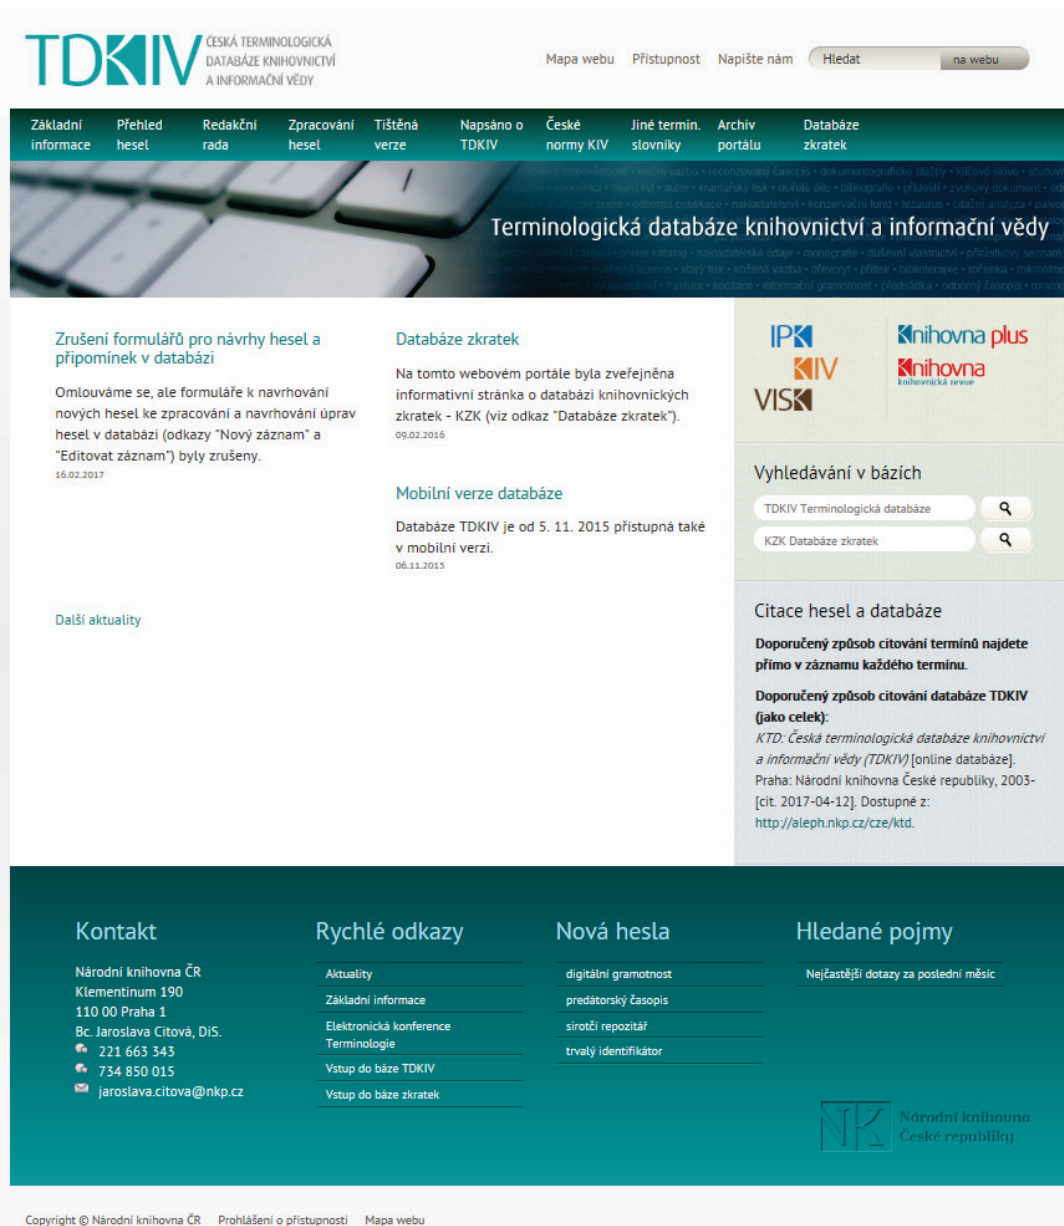 TDKIV
ČESKÁ TERMINOLOGICKÁ
DATABÁZE KNIHOVNICTVÍ
A INFORMAČNÍ VĚDY
Mapa webu Přístupnost Napište nám Hledat na webu
Základní informace
Přehled hesel
Redakční rada
Zpracování hesel
Tištěná verze
Napsáno o TDKIV
České normy KIV
Jiné termin. slovníky
Archiv portálu
Databáze zkratek
Terminologická databáze knihovnictví a informační vědy
Zrušení formulářů pro návrhy hesel a
připomínek v databázi
Omlouváme se, ale formuláře k navrhování
nových hesel ke zpracování a navrhování úprav
hesel v databázi (odkazy "Nový záznam" a
"Editovat záznam") byly zrušeny.
16.02.2017
Databáze zkratek
Na tomto webovém portále byla zveřejněna
informativní stránka o databázi knihovnických
zkratek - KZK (viz odkaz "Databáze zkratek").
09.02.2016
Mobilní verze databáze
Databáze TDKIV je od 5. 11. 2015 přístupná také
v mobilní verzi.
06.11.2015
Další aktuality
IPK
KIV
VISK
Knihovna plus
Knihovna
knihovnická revue
Vyhledávání v bázích
TDKIV Terminologická databáze
KZK Databáze zkratek
Citace hesel a databáze
Doporučený způsob citování termínů najdete
přímo v záznamu každého termínu.
Doporučený způsob citování databáze TDKIV
(jako celek):
KTD: Česká terminologická databáze knihovnictví
a informační vědy (TDKIV) [online databáze].
Praha: Národní knihovna České republiky, 2003-
[cit. 2017-04-12]. Dostupné z:
http://aleph.nkp.cz/cze/ktd.
Kontakt
Národní knihovna ČR
Klementinum 190
110 00 Praha 1
Bc. Jaroslava Citová, DiS.
221 663 343
734 850 015
jaroslava.citova@nkp.cz
Rychlé odkazy
Aktuality
Základní informace
Elektronická konference
Terminologie
Vstup do báze TDKIV
Vstup do báze zkratek
Nová hesla
digitální gramotnost
predátorský časopis
sirotčí repozitář
trvalý identifikátor
Hledané pojmy
Nejčastější dotazy za poslední měsíc
NK
Národní knihovna
České republiky
Copyright © Národní knihovna ČR Prohlášení o přístupnosti Mapa webu